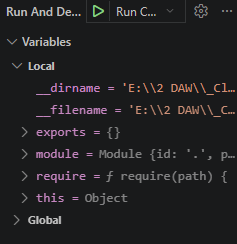 Run And De...
Run C...
Variables
Local
__dirname = 'E:\\2 DAW\\_Cl...
__filename = 'E:\\2 DAW\\_C...
exports = {}
module = Module {id: '.', p...
require = ƒ require(path) {
this = Object
Global